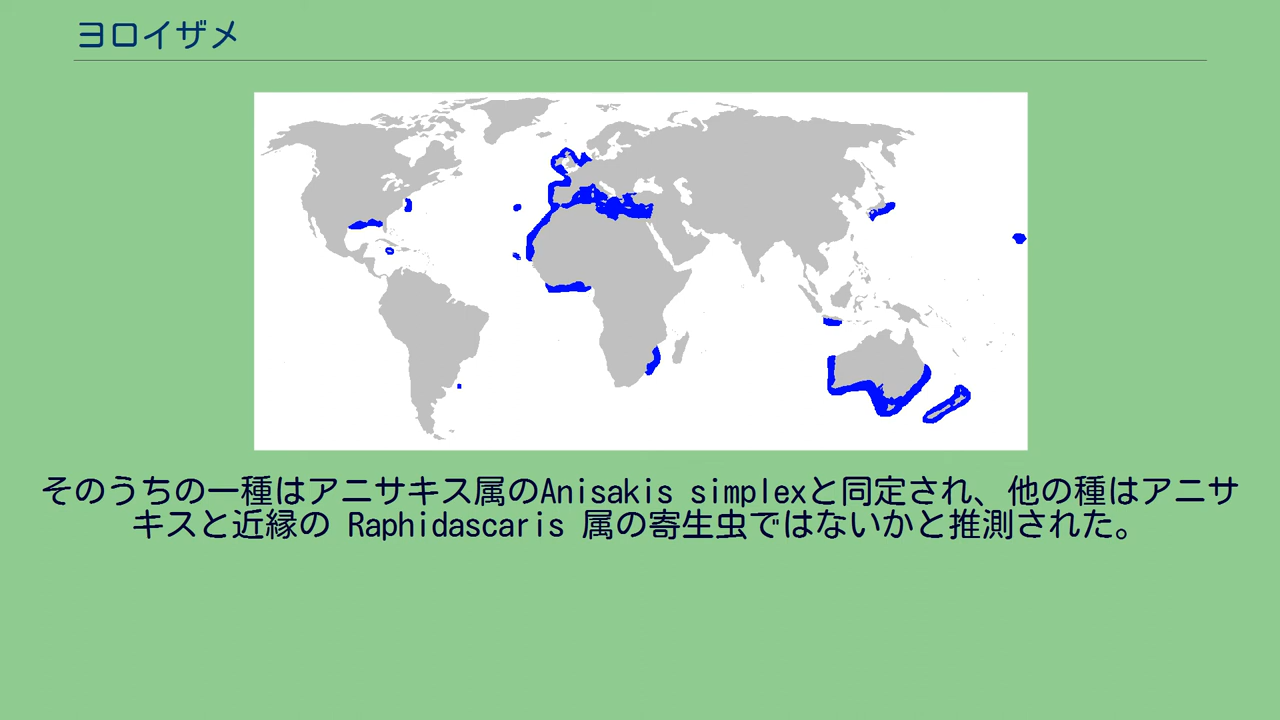 ヨロイザメ
そのうちの一種はアニサキス属のAnisakis simplexと同定され、他の種はアニサ
キスと近縁の Raphidascaris 属の寄生虫ではないかと推測された。